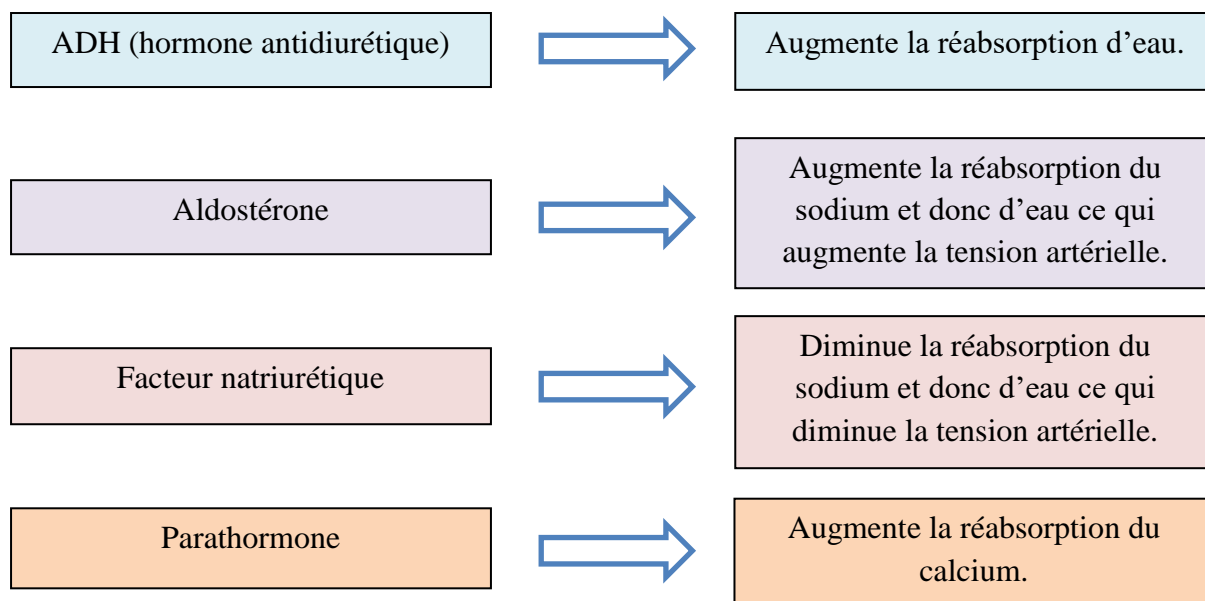 ADH (hormone antidiurétique)
Augmente la réabsorption d’eau.
Aldostérone
Augmente la réabsorption du
sodium et donc d’eau ce qui
augmente la tension artérielle.
Facteur natriurétique
Diminue la réabsorption du
sodium et donc d’eau ce qui
diminue la tension artérielle.
Parathormone
Augmente la réabsorption du
calcium.